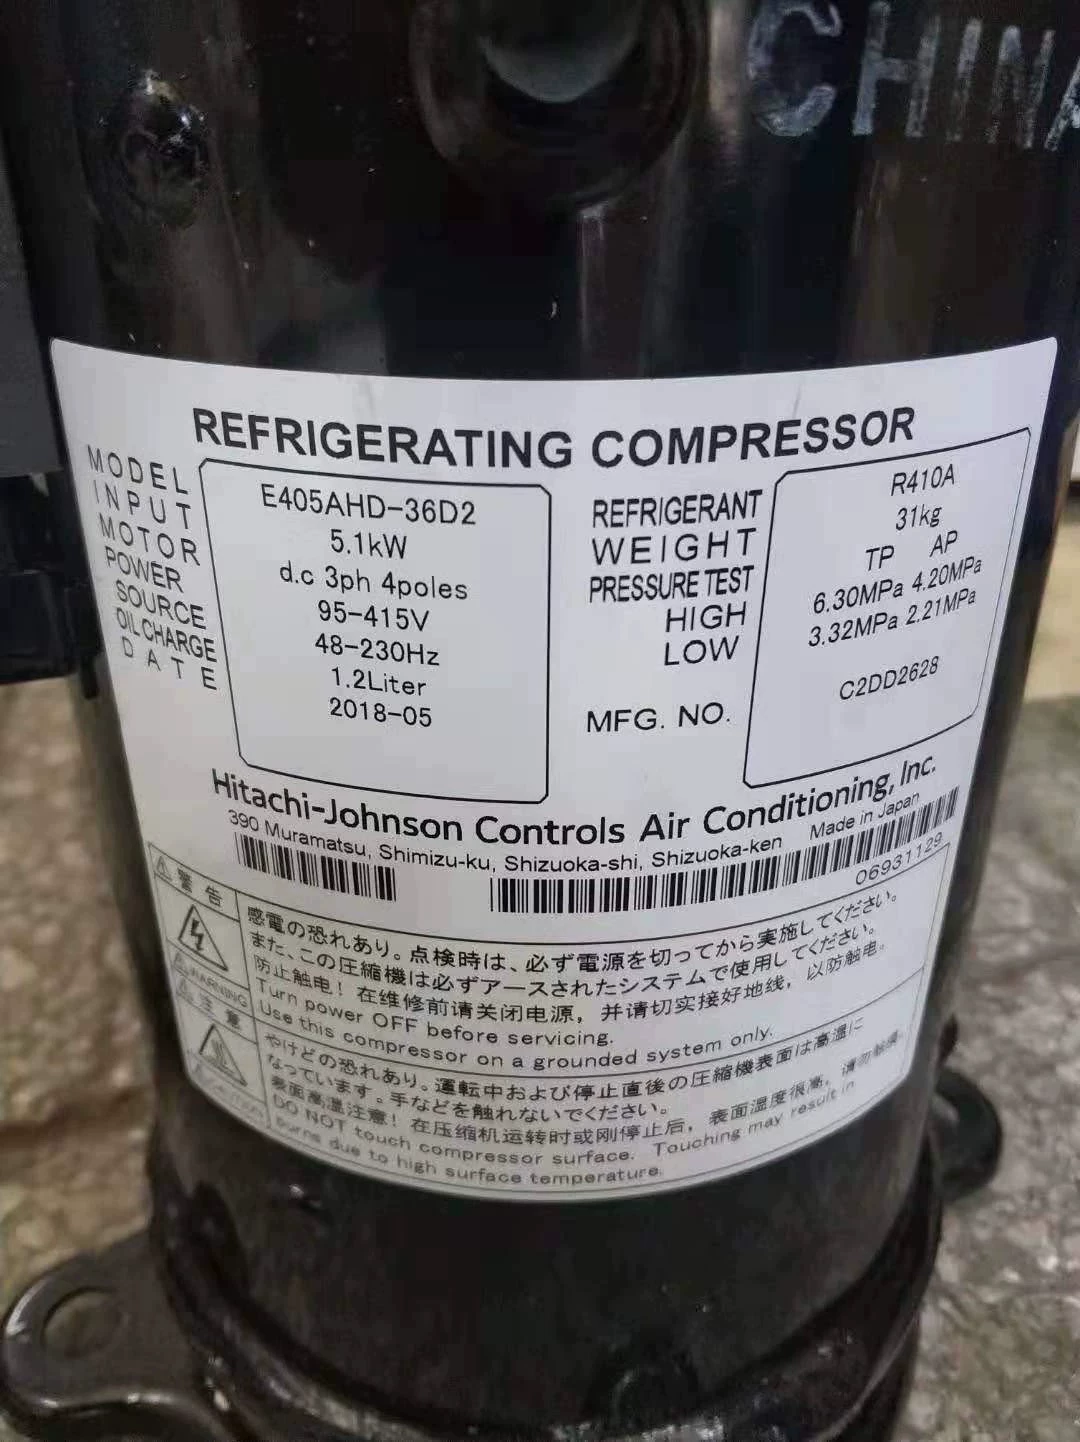 CHINA
REFRIGERATING COMPRESSOR
MODEL E405AHD-36D2
INPUT 5.1kW
MOTOR d.c 3ph 4poles
POWER 95-415V
SOURCE 48-230Hz
OIL CHARGE 1.2Liter
DATE 2018-05
REFRIGERANT R410A
WEIGHT 31kg
PRESSURE TEST TP AP
HIGH 6.30MPa 4.20MPa
LOW 3.32MPa 2.21MPa
MFG. NO. C2DD2628
Hitachi-Johnson Controls Air Conditioning, Inc.
390 Muramatsu, Shimizu-ku, Shizuoka-shi, Shizuoka-ken Made in Japan
06931129
警告
感電の恐れあり。点検時は、必ず電源を切ってから実施してください。
また、この圧縮機は必ずアースされたシステムで使用してください。
防止触电！在维修前请关闭电源，并请切实接好地线，以防触电。
Turn power OFF before servicing.
Use this compressor on a grounded system only.
WARNING
注意
やけどの恐れあり。運転中および停止直後の圧縮機表面は高温に
なっています。手などを触れないでください。
表面高温注意！在压缩机运转时或刚停止后，表面温度很高，请勿触摸。
DO NOT touch compressor surface. Touching may result in
burns due to high surface temperature.